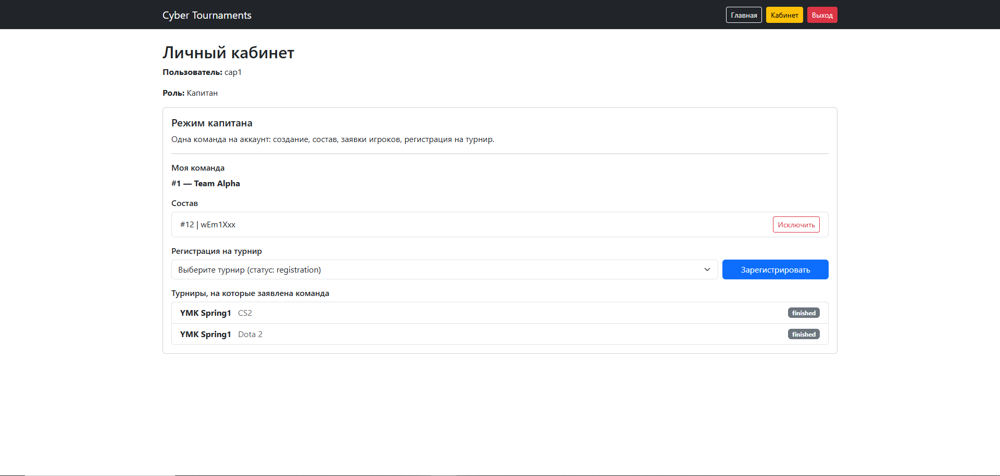 Cyber Tournaments
Главная
Кабинет
Выход
Личный кабинет
Пользователь: cap1
Роль: Капитан
Режим капитана
Одна команда на аккаунт: создание, состав, заявки игроков, регистрация на турнир.
Моя команда
#1 — Team Alpha
Состав
#12 | wEm1Xxx
Исключить
Регистрация на турнир
Выберите турнир (статус: registration)
Зарегистрировать
Турниры, на которые заявлена команда
YMK Spring1 CS2
finished
YMK Spring1 Dota 2
finished